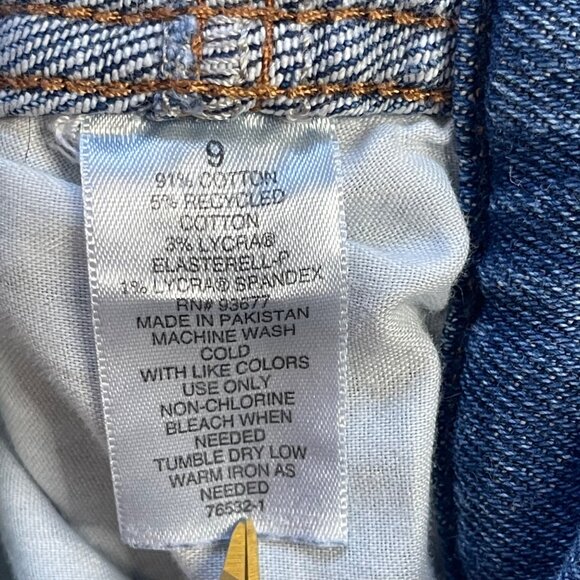 9
91% COTTON
5% RECYCLED
COTTON
3% LYCRA®
ELASTERELL-P
1% LYCRA® SPANDEX
RN# 93677
MADE IN PAKISTAN
MACHINE WASH
COLD
WITH LIKE COLORS
USE ONLY
NON-CHLORINE
BLEACH WHEN
NEEDED
TUMBLE DRY LOW
WARM IRON AS
NEEDED
76532-1